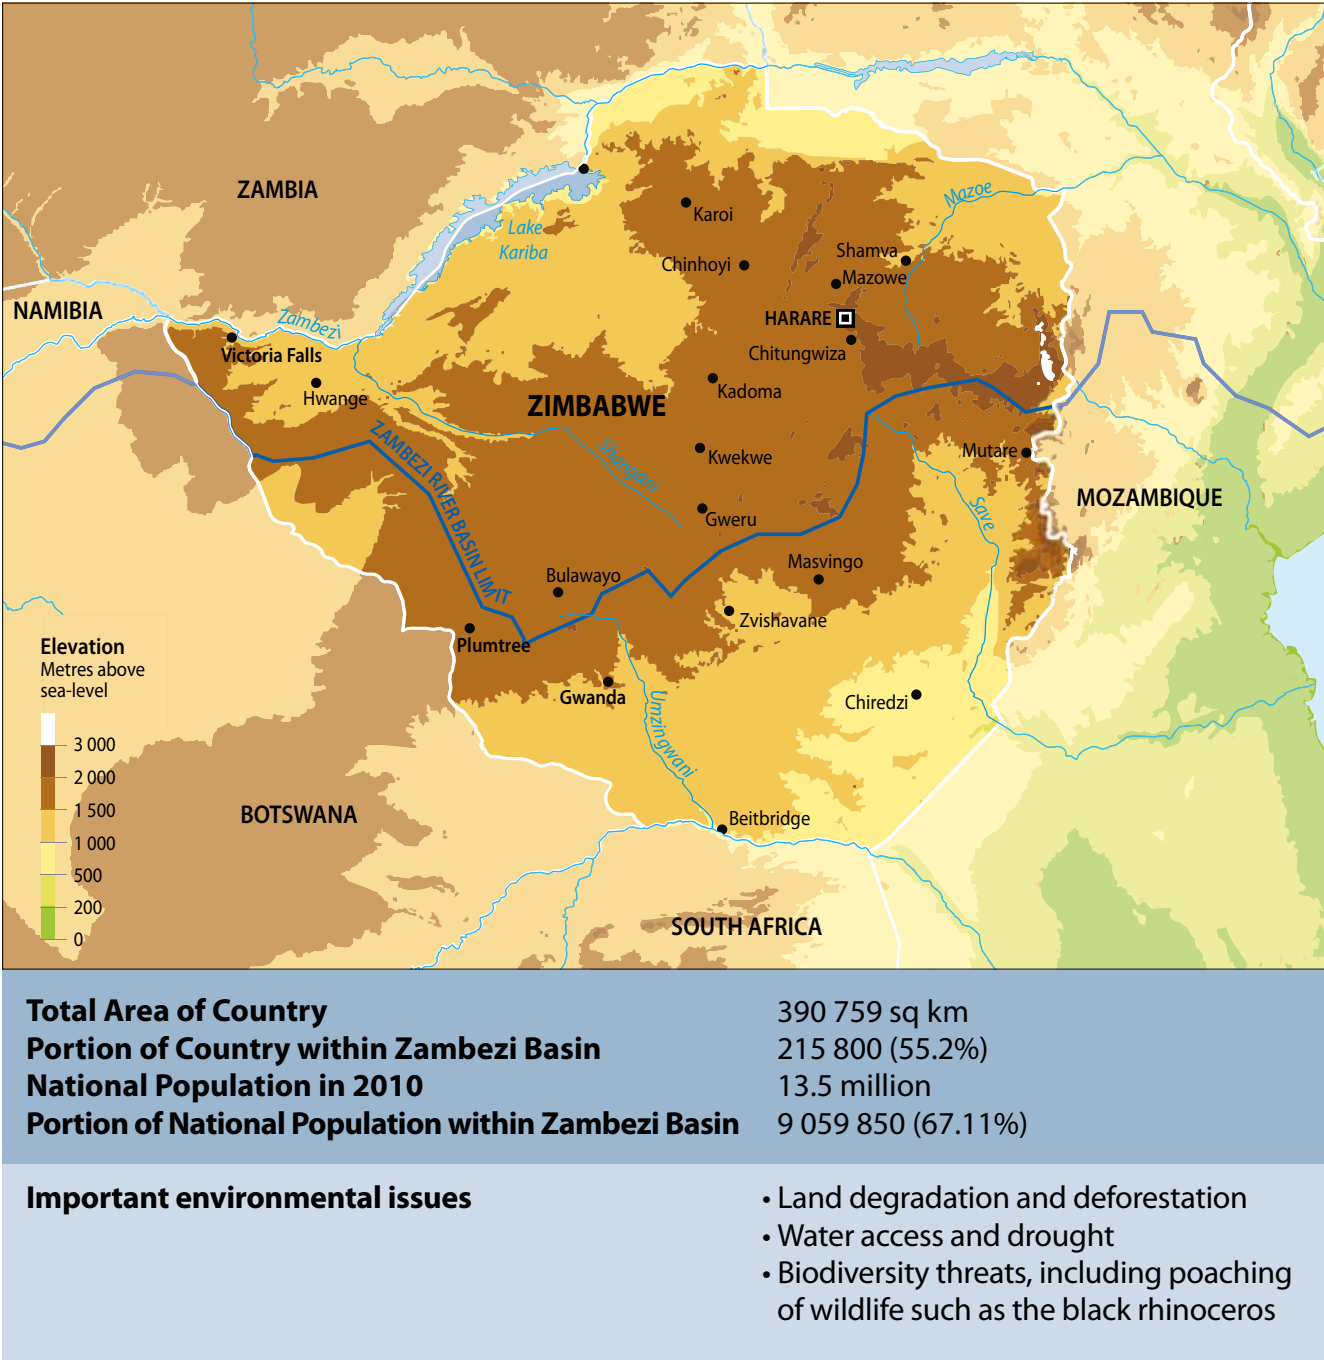 ZAMBIA
Karoi
Mazoe
Lake
Kariba
Shamva
Chinhoyi
Mazowe
NAMIBIA
Zambezi
HARARE
Victoria Falls
Chitungwiza
Hwange
Kadoma
ZIMBABWE
ZAMBEZI RIVER BASIN LIMIT
Shangani
Kwekwe
Mutare
MOZAMBIQUE
Save
Gweru
Masvingo
Bulawayo
Zvishavane
Plumtree
Gwanda
Umzingwani
Chiredzi
Beitbridge
BOTSWANA
SOUTH AFRICA
Elevation
Metres above
sea-level
3 000
2 000
1 500
1 000
500
200
0
Total Area of Country 390 759 sq km
Portion of Country within Zambezi Basin 215 800 (55.2%)
National Population in 2010 13.5 million
Portion of National Population within Zambezi Basin 9 059 850 (67.11%)
Important environmental issues • Land degradation and deforestation
• Water access and drought
• Biodiversity threats, including poaching
of wildlife such as the black rhinoceros